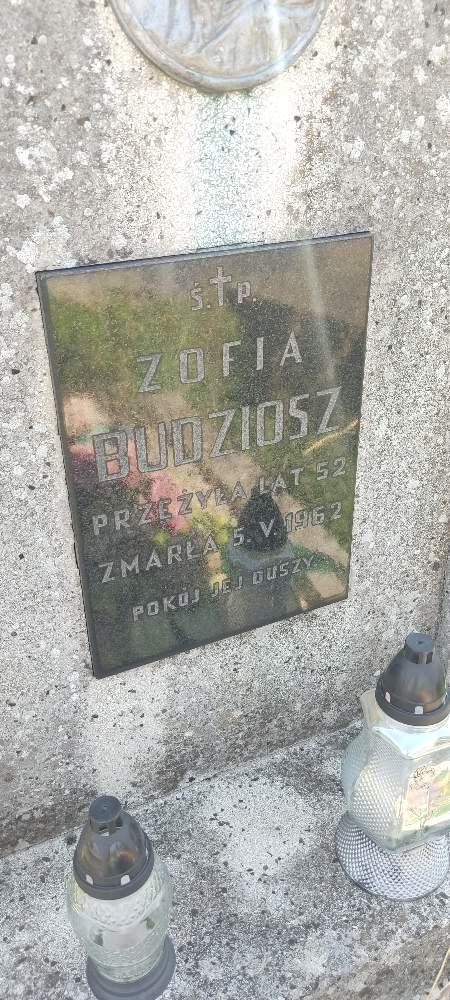 Ś.†P.
ZOFIA
BUDZIOSZ
PRZEŻYŁA LAT 52
ZMARŁA 5.V.1962
POKÓJ JEJ DUSZY